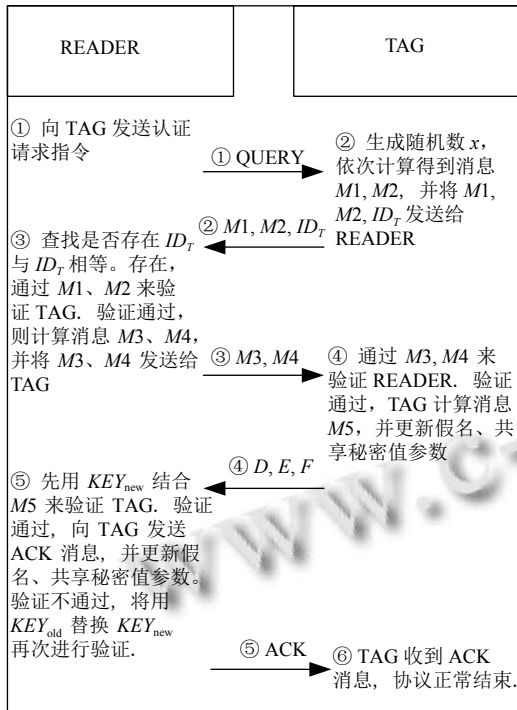 READER
TAG
① 向 TAG 发送认证
请求指令
① QUERY
② 生成随机数 x，
依次计算得到消息
M1, M2, 并将 M1,
M2, ID_T 发送给
READER
② M1, M2, ID_T
③ 查找是否存在 ID_T
与 ID_T 相等。存在，
通过 M1、M2 来验
证 TAG. 验证通过，
则计算消息 M3、M4，
并将 M3、M4 发送给
TAG
③ M3, M4
④ 通过 M3, M4 来
验证 READER. 验证
通过，TAG 计算消息
M5，并更新假名、共
享秘密值参数
④ D, E, F
⑤ 先用 KEY_new 结合
M5 来验证 TAG. 验证
通过, 向 TAG 发送
ACK 消息, 并更新假
名、共享秘密值参数。
验证不通过, 将用
KEY_old 替换 KEY_new
再次进行验证.
⑤ ACK
⑥ TAG 收到 ACK
消息, 协议正常结束.
www.c-